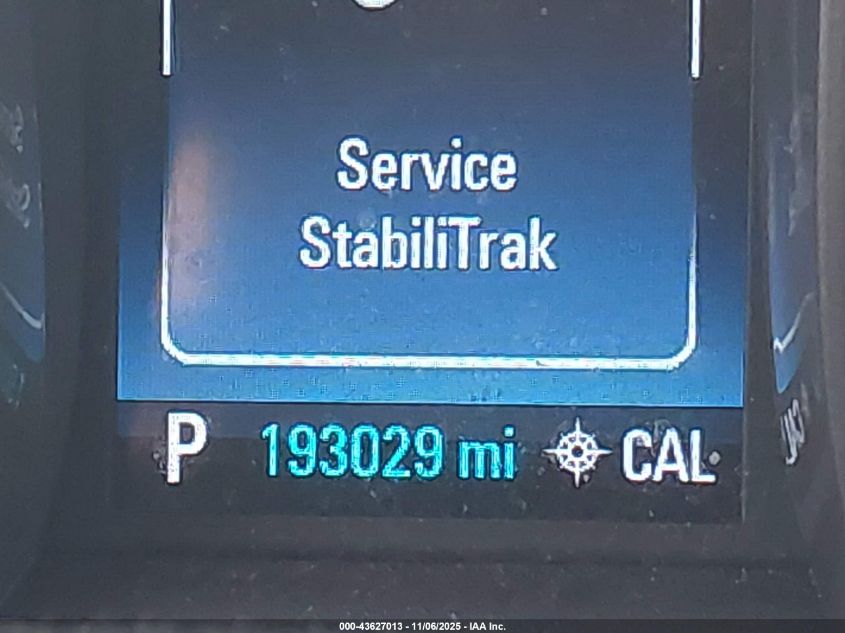 Service
StabiliTrak
P 193029 mi CAL
000-43627013 - 11/06/2025 - IAA Inc.